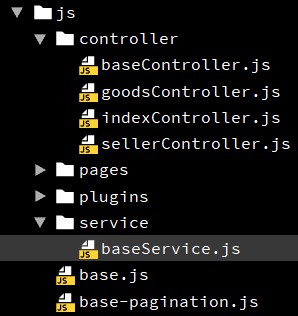 js
controller
JS baseController.js
JS goodsController.js
JS indexController.js
JS sellerController.js
pages
plugins
service
JS baseService.js
JS base.js
JS base-pagination.js